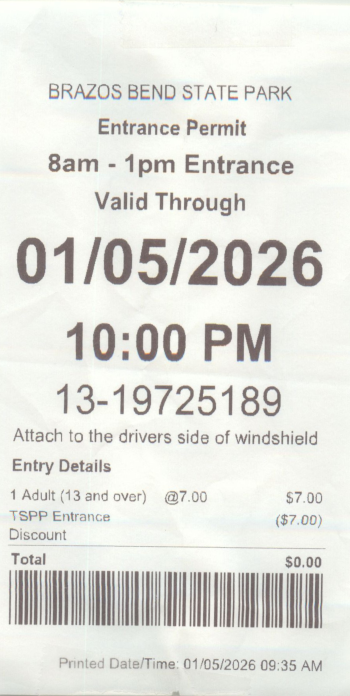 BRAZOS BEND STATE PARK
Entrance Permit
8am - 1pm Entrance
Valid Through
01/05/2026
10:00 PM
13-19725189
Attach to the drivers side of windshield
Entry Details
1 Adult (13 and over) @7.00 $7.00
TSPP Entrance ($7.00)
Discount
Total $0.00
Printed Date/Time: 01/05/2026 09:35 AM